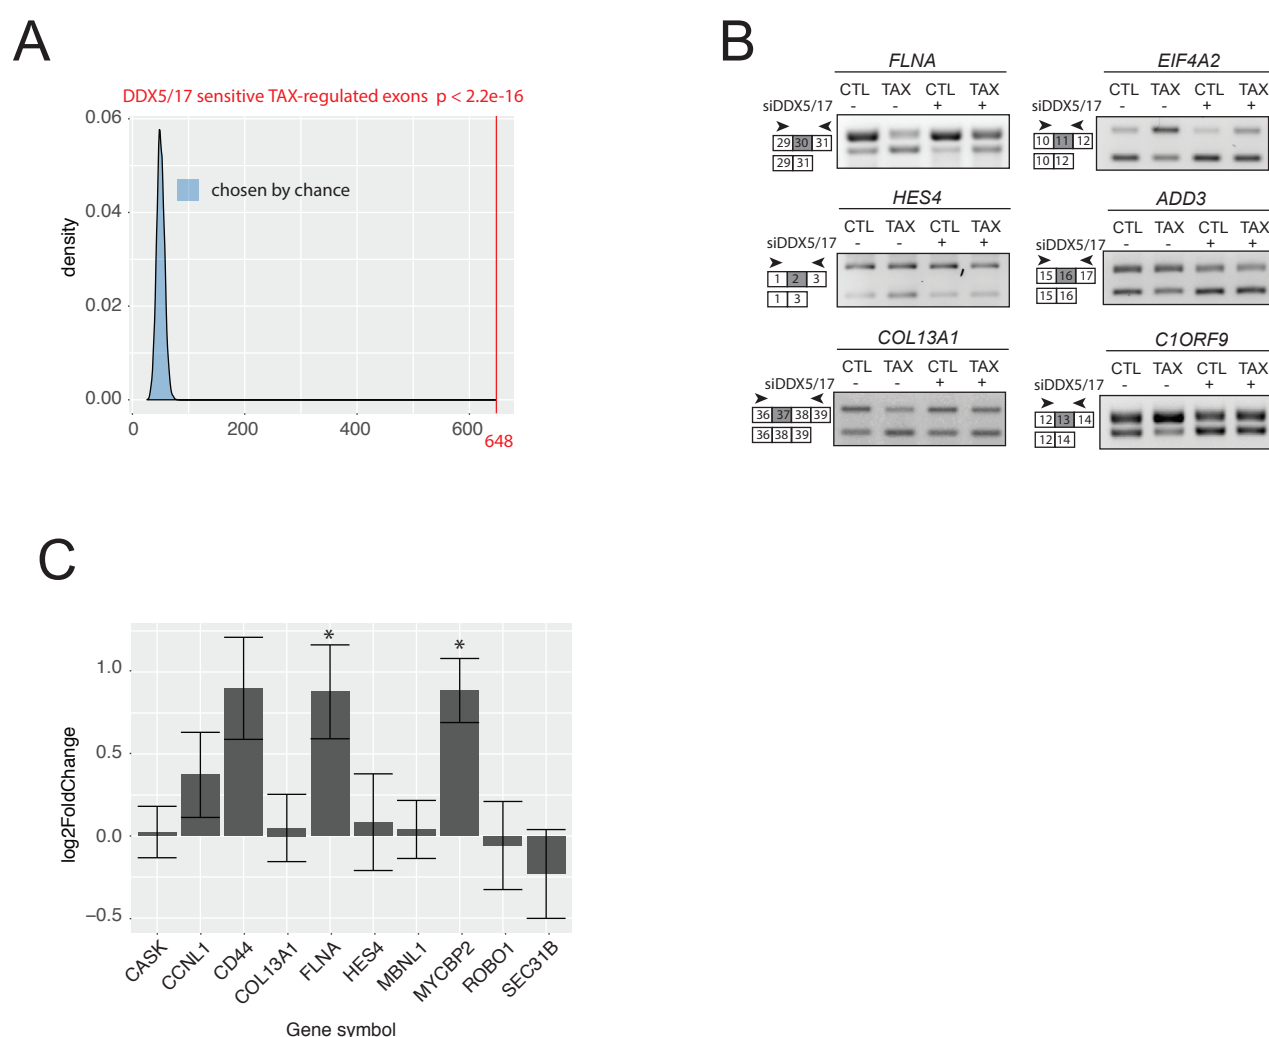 A
DDX5/17 sensitive TAX-regulated exons p < 2.2e-16
0.06
0.04
0.02
0.00
density
chosen by chance
0
200
400
600
648
B
FLNA
CTL TAX CTL TAX
siDDX5/17 - - + +
29 30 31
29 31
EIF4A2
CTL TAX CTL TAX
siDDX5/17 - - + +
10 11 12
10 12
HES4
CTL TAX CTL TAX
siDDX5/17 - - + +
1 2 3
1 3
ADD3
CTL TAX CTL TAX
siDDX5/17 - - + +
15 16 17
15 16
COL13A1
CTL TAX CTL TAX
siDDX5/17 - - + +
36 37 38 39
36 38 39
C1ORF9
CTL TAX CTL TAX
siDDX5/17 - - + +
12 13 14
12 14
C
log2FoldChange
1.0
0.5
0.0
−0.5
*
*
CASK
CCNL1
CD44
COL13A1
FLNA
HES4
MBNL1
MYCBP2
ROBO1
SEC31B
Gene symbol